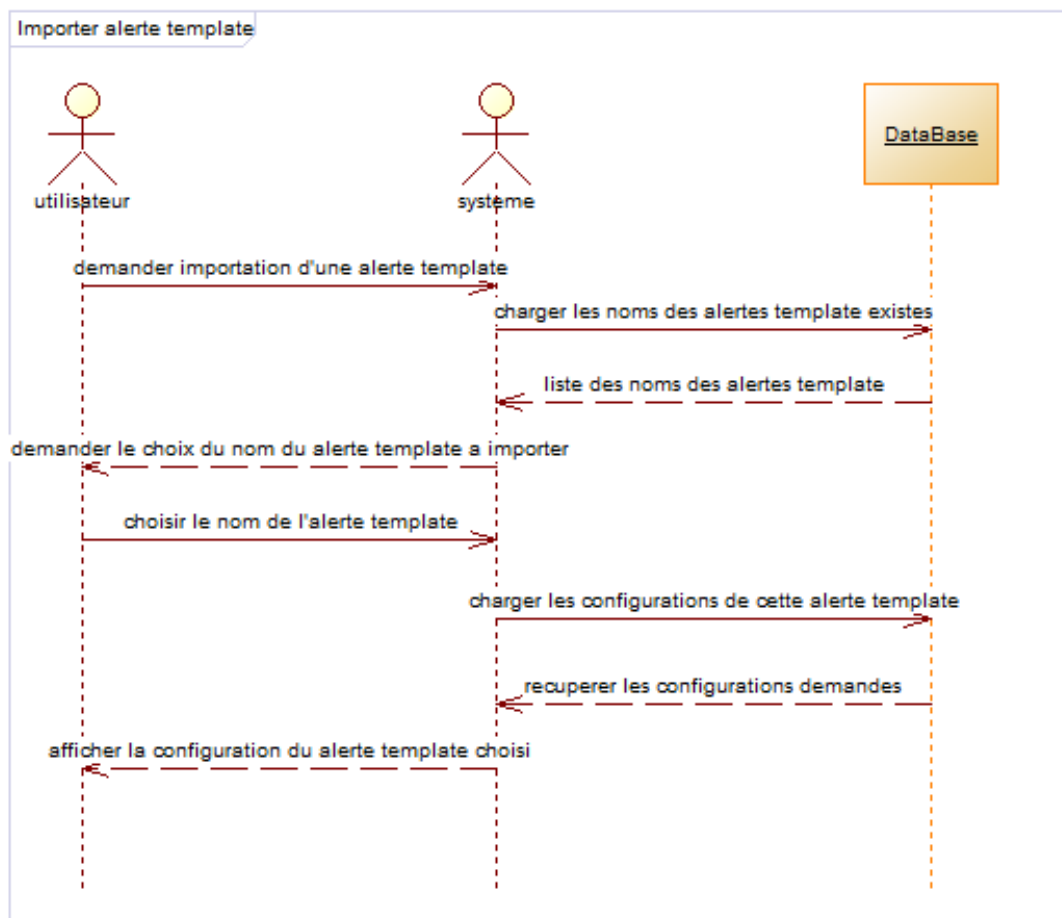 Importer alerte template
utilisateur
systeme
DataBase
demander importation d'une alerte template
charger les noms des alertes template existes
liste des noms des alertes template
demander le choix du nom du alerte template a importer
choisir le nom de l'alerte template
charger les configurations de cette alerte template
recuperer les configurations demandes
afficher la configuration du alerte template choisi